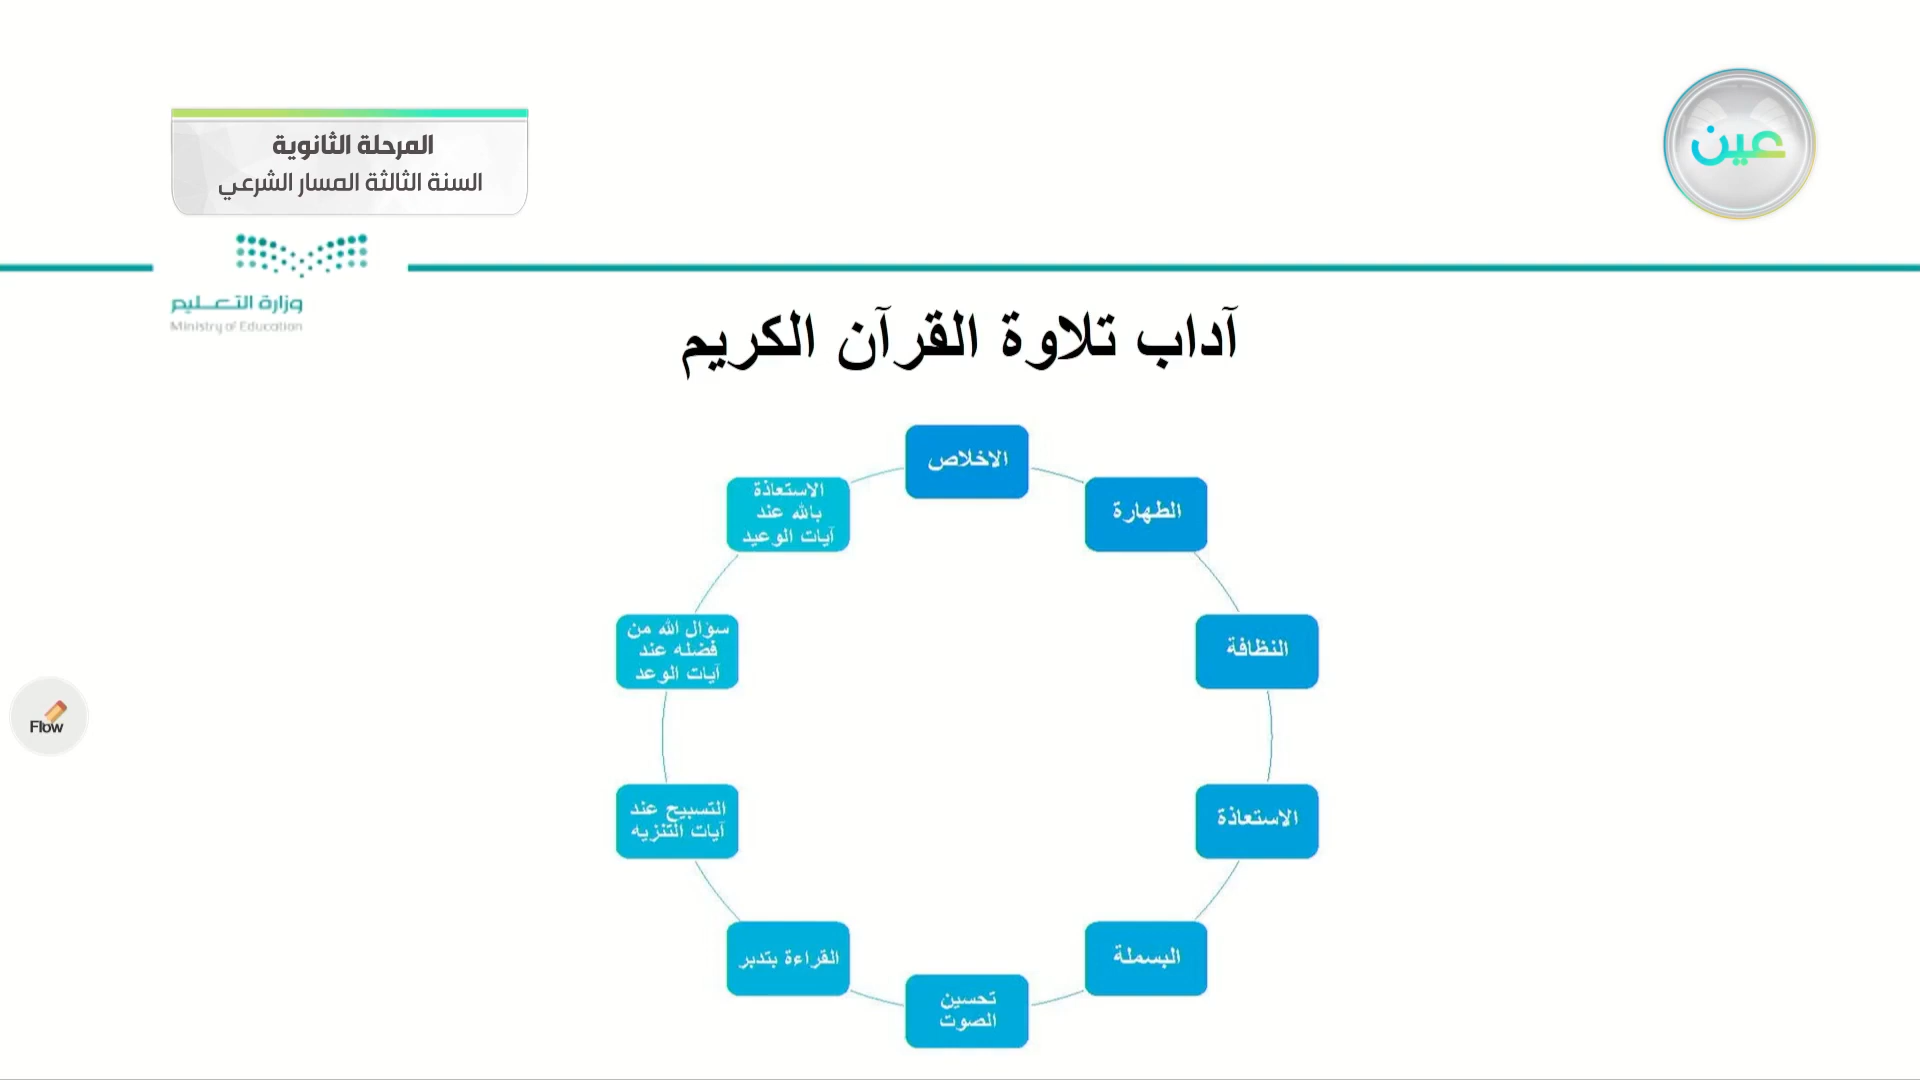 المرحلة الثانوية
السنة الثالثة المسار الشرعي
عين
وزارة التعليم
Ministry of Education
آداب تلاوة القرآن الكريم
الاخلاص
الطهارة
النظافة
الاستعاذة
البسملة
تحسين
الصوت
القراءة بتدبر
التسبيح عند
آيات التنزيه
سؤال الله من
فضله عند
آيات الوعد
الاستعاذة
بالله عند
آيات الوعيد
Flow